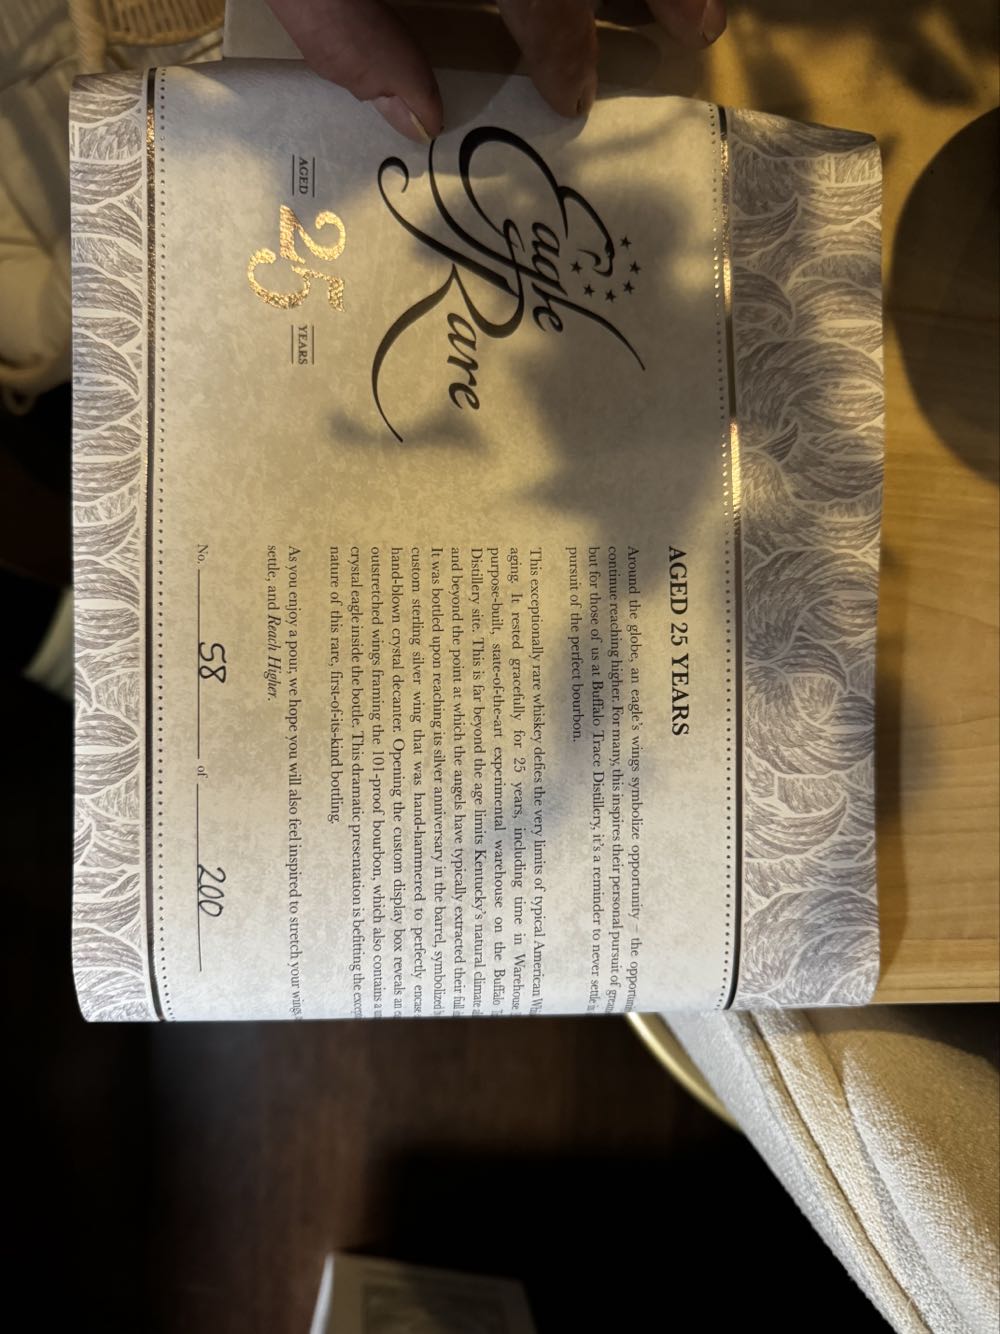 Eagle
Rare
AGED 25 YEARS
AGED 25 YEARS
Around the globe, an eagle's wings symbolize opportunity – the
continue reaching higher. For many, this inspires their personal pursuit of
but for those of us at Buffalo Trace Distillery, it's a reminder to never settle
pursuit of the perfect bourbon.
This exceptionally rare whiskey defies the very limits of typical American
aging. It rested gracefully for 25 years, including time in Warehouse
purpose-built, state-of-the-art experimental warehouse on the Buffalo
Distillery site. This is far beyond the age limits Kentucky's natural climate
and beyond the point at which the angels have typically extracted their full
It was bottled upon reaching its silver anniversary in the barrel, symbolized
custom sterling silver wing that was hand-hammered to perfectly
hand-blown crystal decanter. Opening the custom display box reveals an
outstretched wings framing the 101-proof bourbon, which also contains a
crystal eagle inside the bottle. This dramatic presentation is befitting the
nature of this rare, first-of-its-kind bottling.
As you enjoy a pour, we hope you will also feel inspired to stretch your wings,
settle, and Reach Higher.
No. 58 of 200